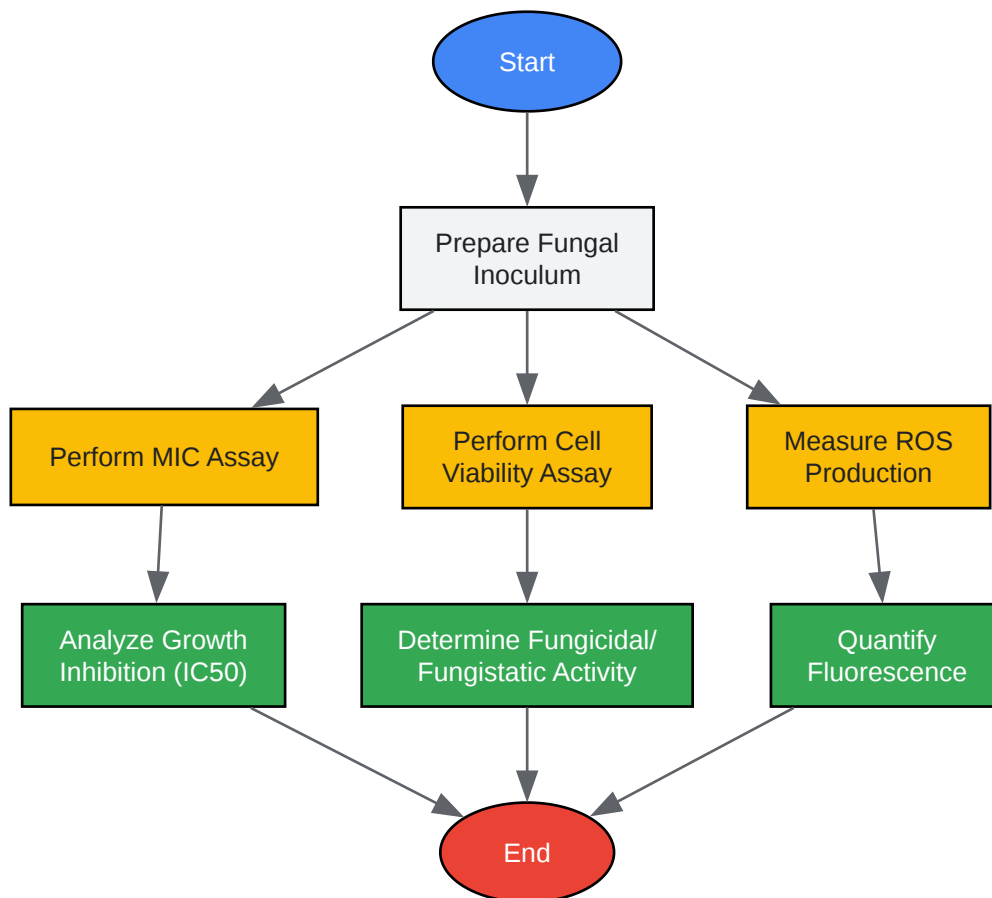 Start
Prepare Fungal
Inoculum
Perform MIC Assay
Perform Cell
Viability Assay
Measure ROS
Production
Analyze Growth
Inhibition (IC50)
Determine Fungicidal/
Fungistatic Activity
Quantify
Fluorescence
End